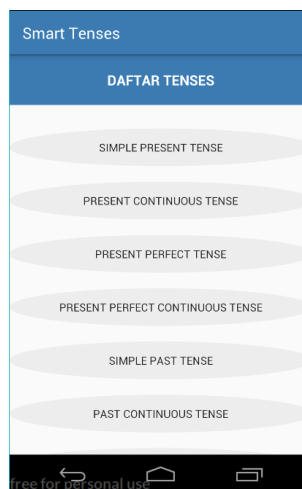 Smart Tenses
DAFTAR TENSES
SIMPLE PRESENT TENSE
PRESENT CONTINUOUS TENSE
PRESENT PERFECT TENSE
PRESENT PERFECT CONTINUOUS TENSE
SIMPLE PAST TENSE
PAST CONTINUOUS TENSE
free for personal use